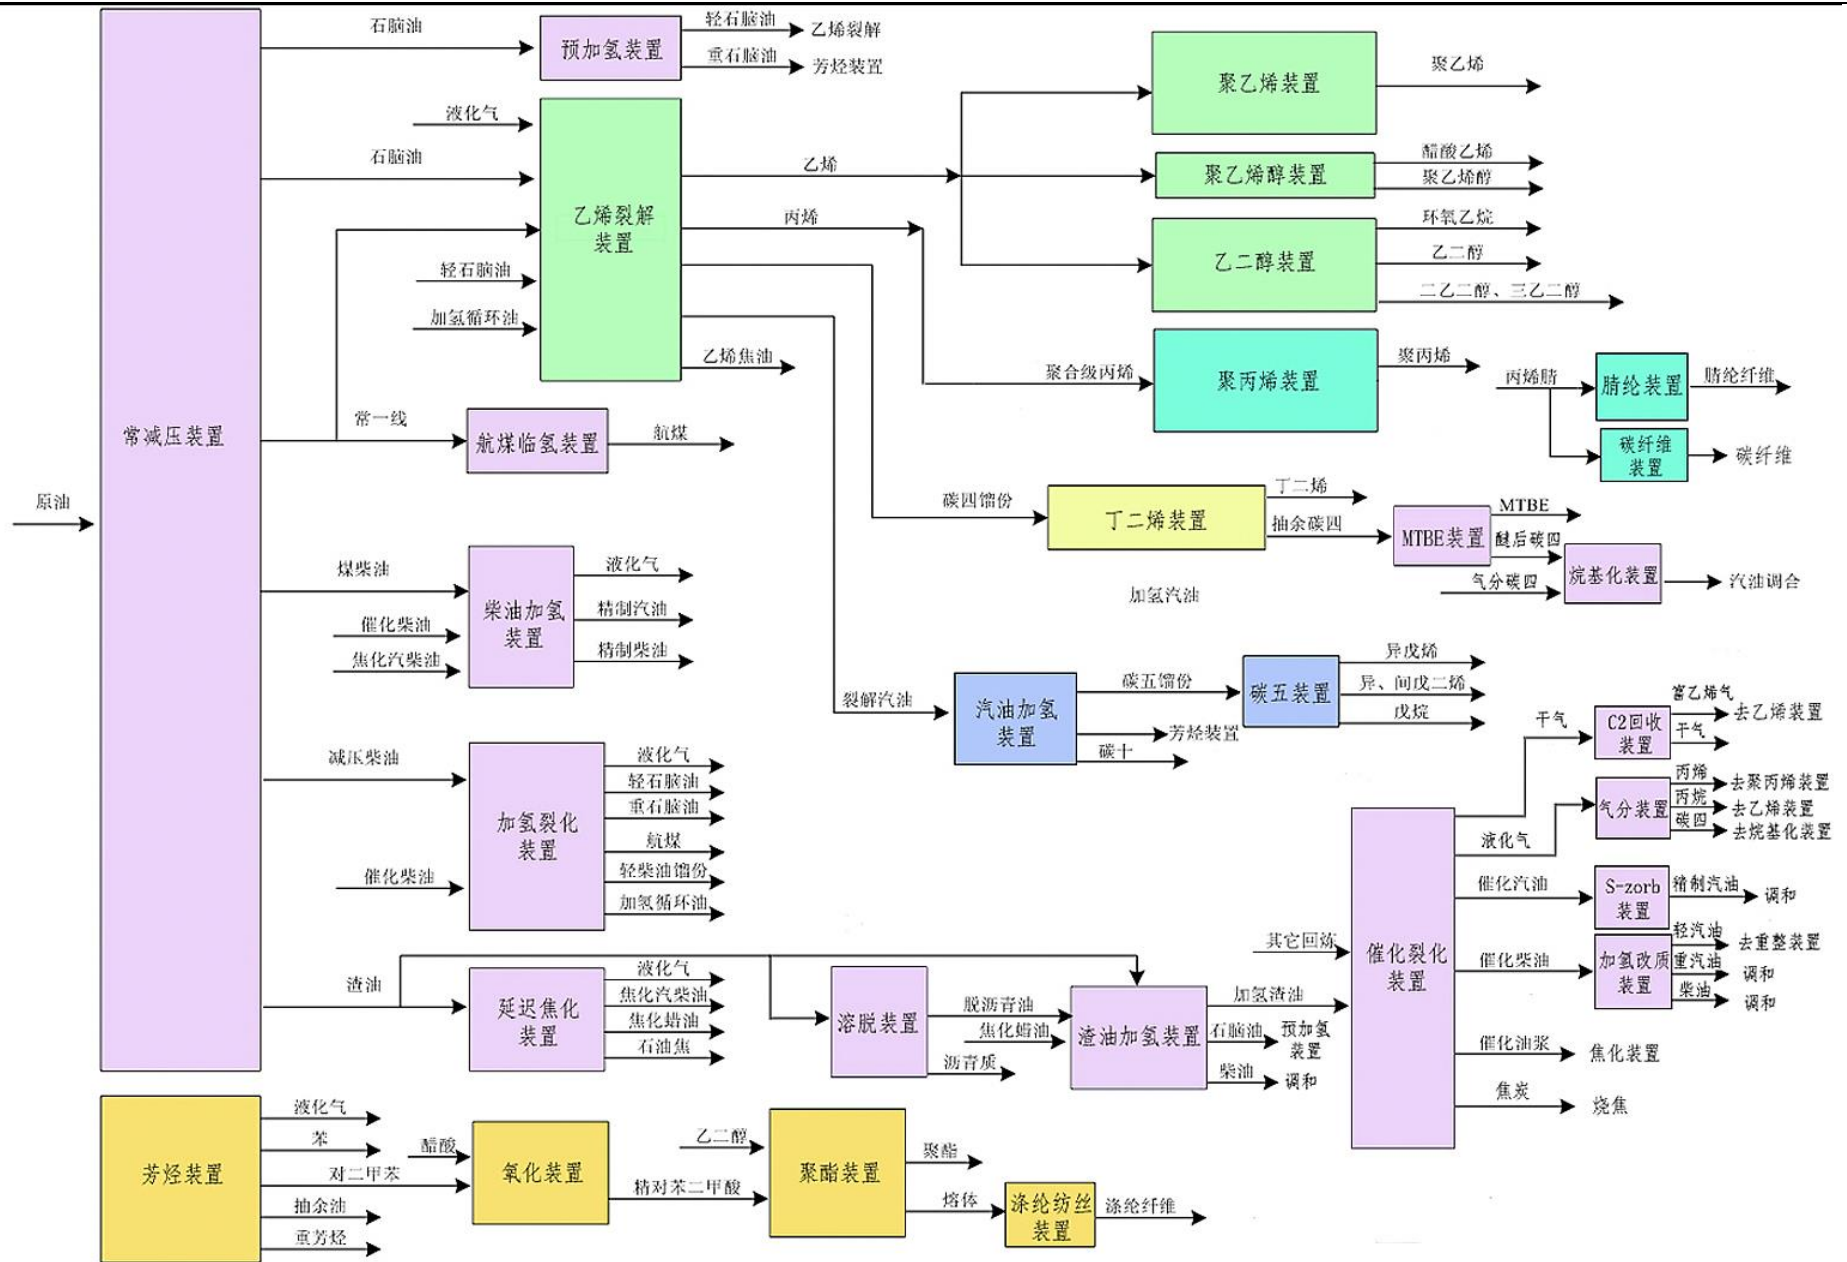 石脑油
预加氢装置
轻石脑油
乙烯裂解
重石脑油
芳烃装置
液化气
石脑油
乙烯裂解
装置
轻石脑油
加氢循环油
乙烯
丙烯
乙烯焦油
聚乙烯装置
聚乙烯
聚乙烯醇装置
醋酸乙烯
聚乙烯醇
乙二醇装置
环氧乙烷
乙二醇
二乙二醇、三乙二醇
聚合级丙烯
聚丙烯装置
聚丙烯
丙烯腈
腈纶装置
腈纶纤维
碳纤维
装置
碳纤维
常减压装置
原油
常一线
航煤临氢装置
航煤
碳四馏份
丁二烯装置
丁二烯
抽余碳四
MTBE装置
MTBE
醚后碳四
气分碳四
烷基化装置
汽油调合
加氢汽油
煤柴油
催化柴油
焦化汽柴油
柴油加氢
装置
液化气
精制汽油
精制柴油
裂解汽油
汽油加氢
装置
碳五馏份
芳烃装置
碳十
碳五装置
异戊烯
异、间戊二烯
戊烷
减压柴油
催化柴油
加氢裂化
装置
液化气
轻石脑油
重石脑油
航煤
轻柴油馏份
加氢循环油
渣油
延迟焦化
装置
液化气
焦化汽柴油
焦化蜡油
石油焦
溶脱装置
脱沥青油
焦化蜡油
沥青质
渣油加氢装置
加氢渣油
石脑油
预加氢
装置
柴油
调和
其它回炼
催化裂化
装置
干气
C2回收
装置
富乙烯气
去乙烯装置
干气
液化气
气分装置
丙烯
去聚丙烯装置
丙烷
去乙烯装置
碳四
去烷基化装置
催化汽油
S-zorb
装置
精制汽油
调和
催化柴油
加氢改质
装置
轻汽油
去重整装置
重汽油
调和
柴油
调和
催化油浆
焦化装置
焦炭
烧焦
芳烃装置
液化气
苯
对二甲苯
抽余油
重芳烃
醋酸
氧化装置
精对苯二甲酸
乙二醇
聚酯装置
聚酯
熔体
涤纶纺丝
装置
涤纶纤维